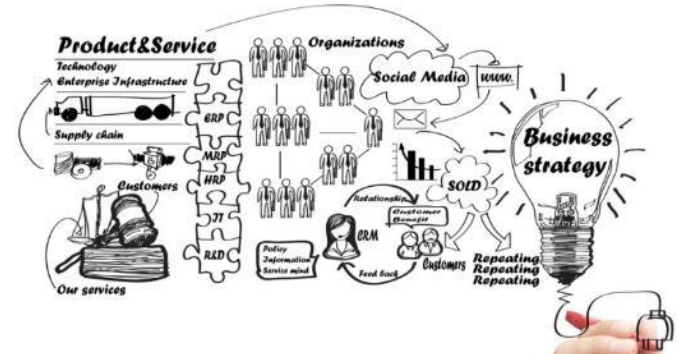 Product&Service
Technology
Enterprise Infrastructure
Supply chain
Customers
Our services
ERP
MRP
HRP
IT
R&D
Organizations
Social Media
www.
SOLD
Relationship
Customer
Benefit
CRM
Policy
Information
Service mind
Feed back
Customers
Repeating
Repeating
Repeating
Business
strategy